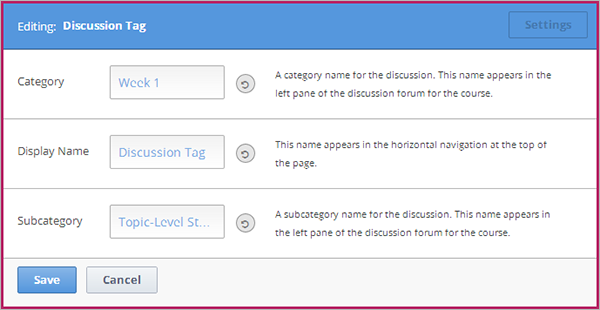 Editing: Discussion Tag Settings
Category Week 1 A category name for the discussion. This name appears in the
left pane of the discussion forum for the course.
Display Name Discussion Tag This name appears in the horizontal navigation at the top of
the page.
Subcategory Topic-Level St... A subcategory name for the discussion. This name appears in
the left pane of the discussion forum for the course.
Save Cancel